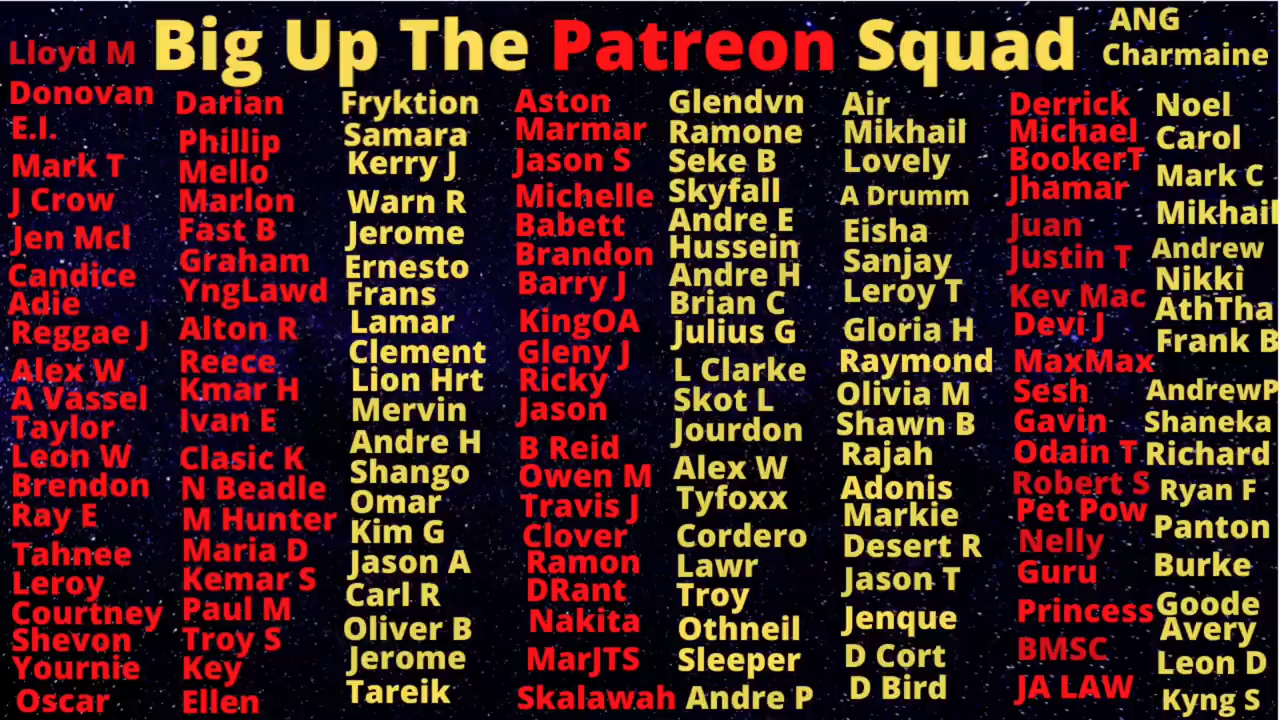 Big Up The Patreon Squad
ANG
Charmaine
Lloyd M
Donovan
E.I.
Mark T
J Crow
Jen Mcl
Candice
Adie
Reggae J
Alex W
A Vassel
Taylor
Leon W
Brendon
Ray E
Tahnee
Leroy
Courtney
Shevon
Yournie
Oscar
Darian
Phillip
Mello
Marlon
Fast B
Graham
YngLawd
Alton R
Reece
Kmar H
Ivan E
Clasic K
N Beadle
M Hunter
Maria D
Kemar S
Paul M
Troy S
Key
Ellen
Fryktion
Samara
Kerry J
Warn R
Jerome
Ernesto
Frans
Lamar
Clement
Lion Hrt
Mervin
Andre H
Shango
Omar
Kim G
Jason A
Carl R
Oliver B
Jerome
Tareik
Aston
Marmar
Jason S
Michelle
Babett
Brandon
Barry J
KingOA
Gleny J
Ricky
Jason
B Reid
Owen M
Travis J
Clover
Ramon
DRant
Nakita
MarJTS
Skalawah
Glendvn
Ramone
Seke B
Skyfall
Andre E
Hussein
Andre H
Brian C
Julius G
L Clarke
Skot L
Jourdon
Alex W
Tyfoxx
Cordero
Lawr
Troy
Othneil
Sleeper
Andre P
Air
Mikhail
Lovely
A Drumm
Eisha
Sanjay
Leroy T
Gloria H
Raymond
Olivia M
Shawn B
Rajah
Adonis
Markie
Desert R
Jason T
Jenque
D Cort
D Bird
Derrick
Michael
BookerT
Jhamar
Juan
Justin T
Kev Mac
Devi J
MaxMax
Sesh
Gavin
Odain T
Robert S
Pet Pow
Nelly
Guru
Princess
BMSC
JA LAW
Noel
Carol
Mark C
Mikhail
Andrew
Nikki
AthTha
Frank B
AndrewP
Shaneka
Richard
Ryan F
Panton
Burke
Goode
Avery
Leon D
Kyng S